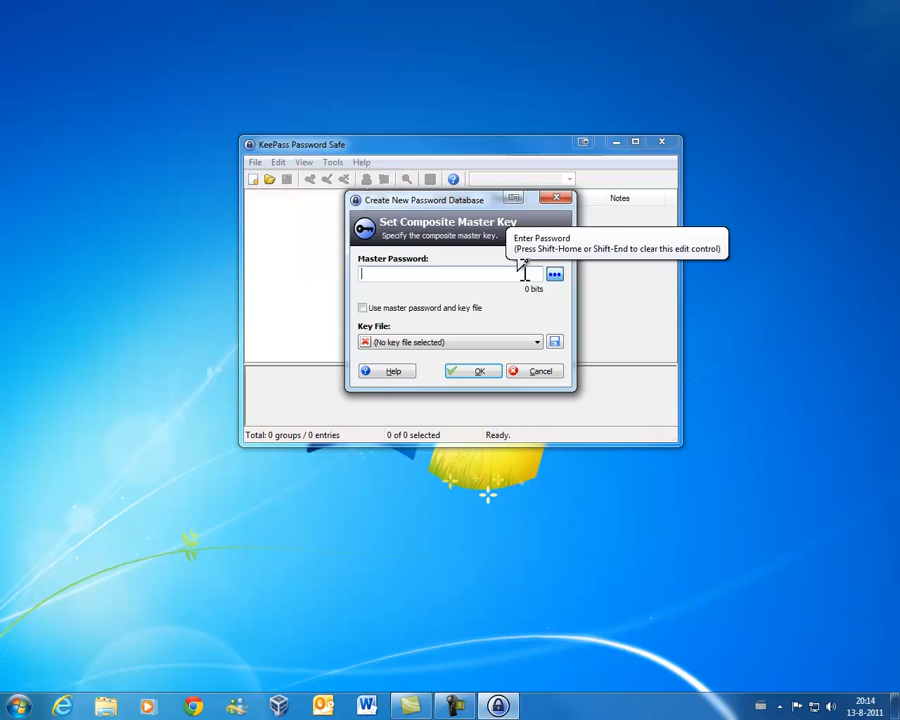 KeePass Password Safe
File Edit View Tools Help
Create New Password Database
Notes
Set Composite Master Key
Specify the composite master key.
Enter Password
(Press Shift-Home or Shift-End to clear this edit control)
Master Password:
0 bits
Use master password and key file
Key File:
(No key file selected)
Help OK Cancel
Total: 0 groups / 0 entries 0 of 0 selected Ready.
20:14
13-8-2011